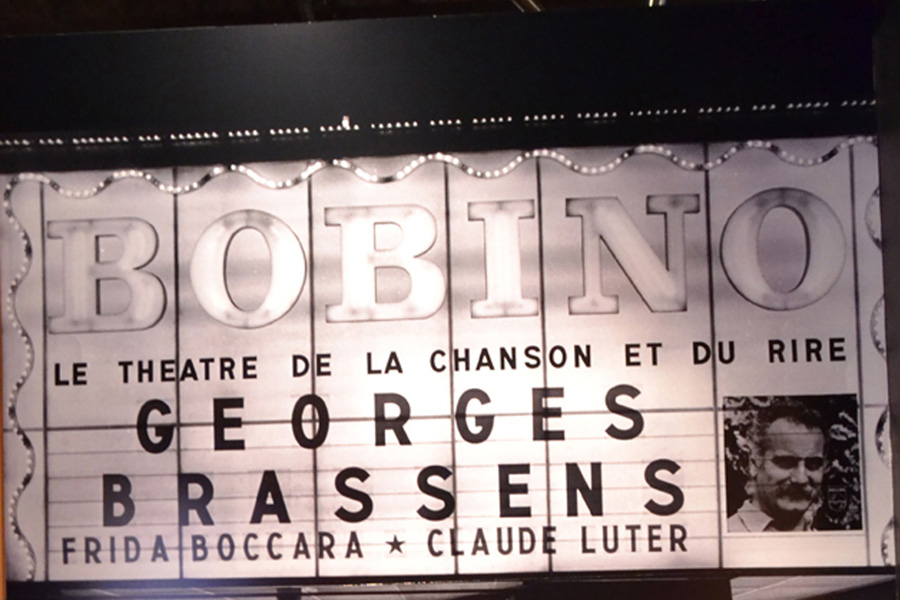 BOBINO
LE THEATRE DE LA CHANSON ET DU RIRE
GEORGES
BRASSENS
FRIDA BOCCARA ★ CLAUDE LUTER